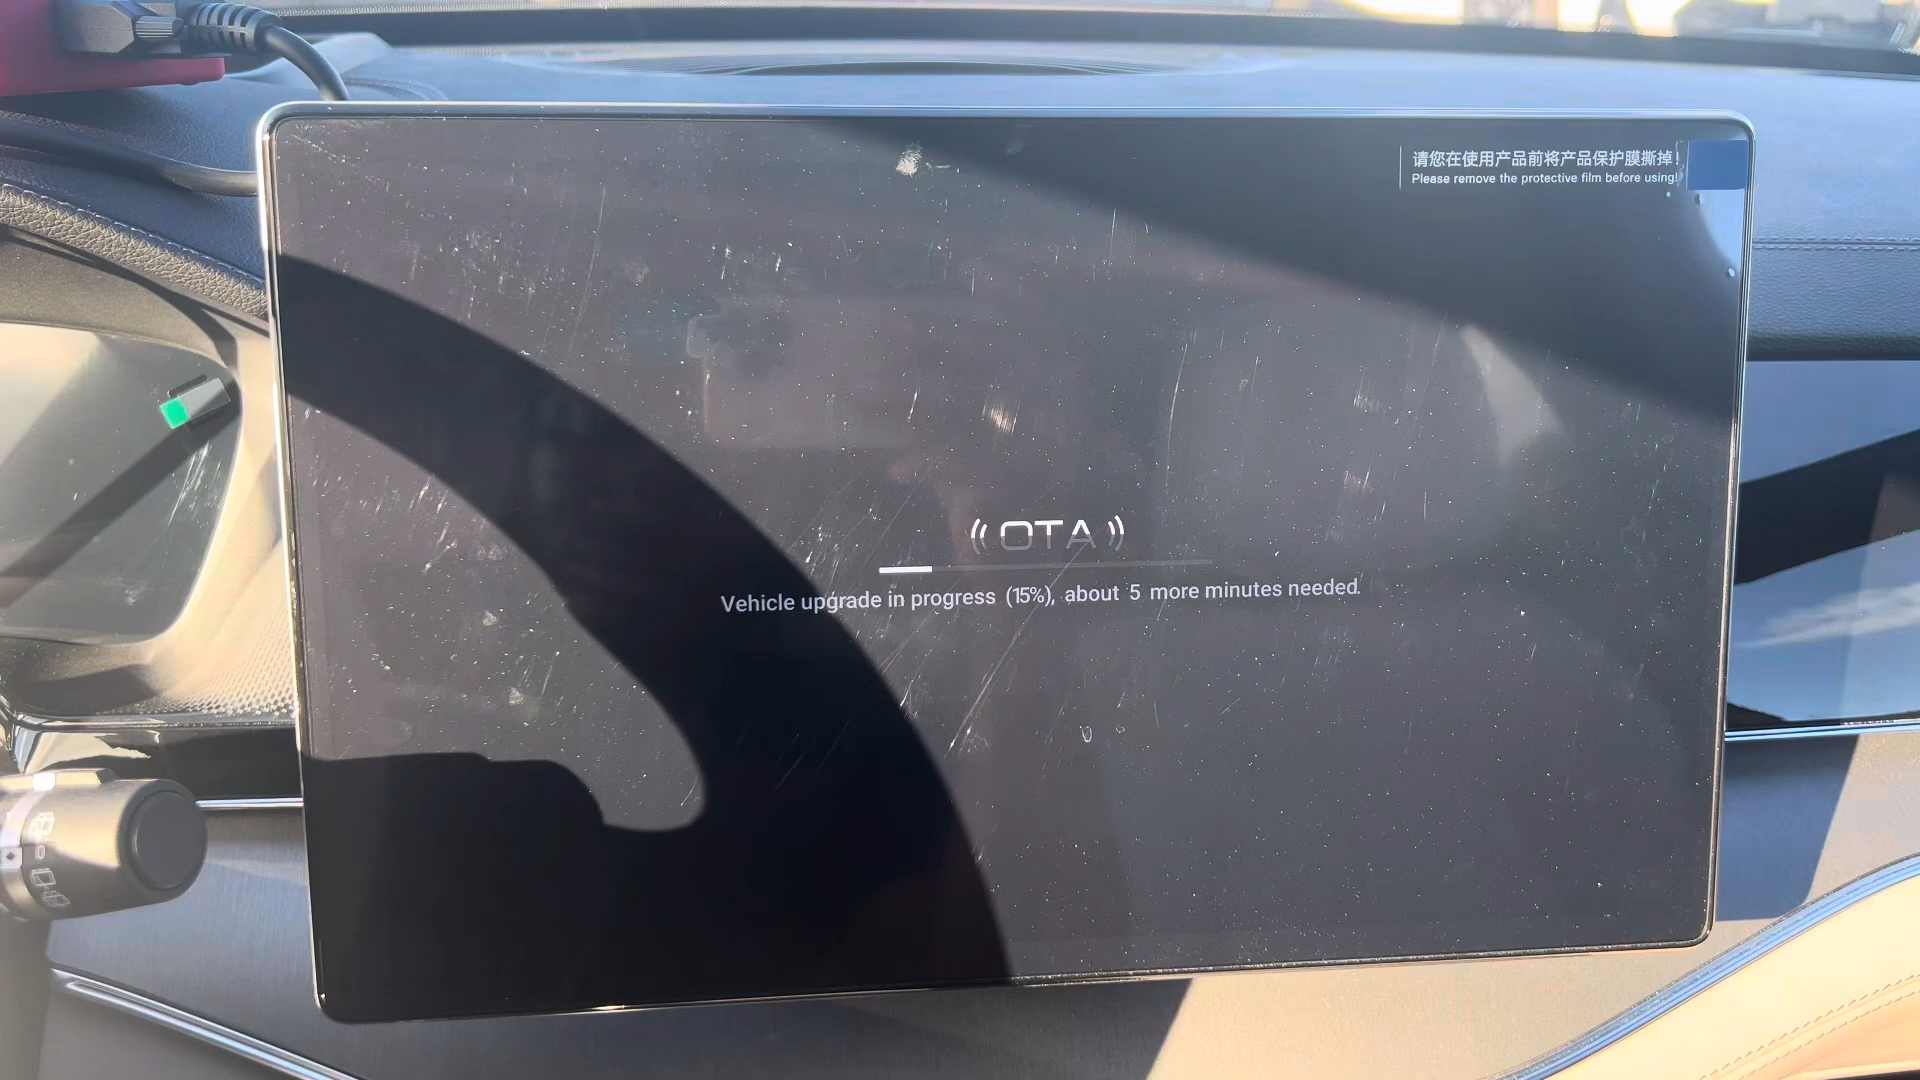 请您在使用产品前将产品保护膜撕掉!
Please remove the protective film before using!
OTA
Vehicle upgrade in progress (15%), about 5 more minutes needed.